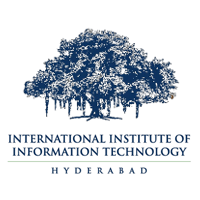 INTERNATIONAL INSTITUTE OF
INFORMATION TECHNOLOGY
HYDERABAD